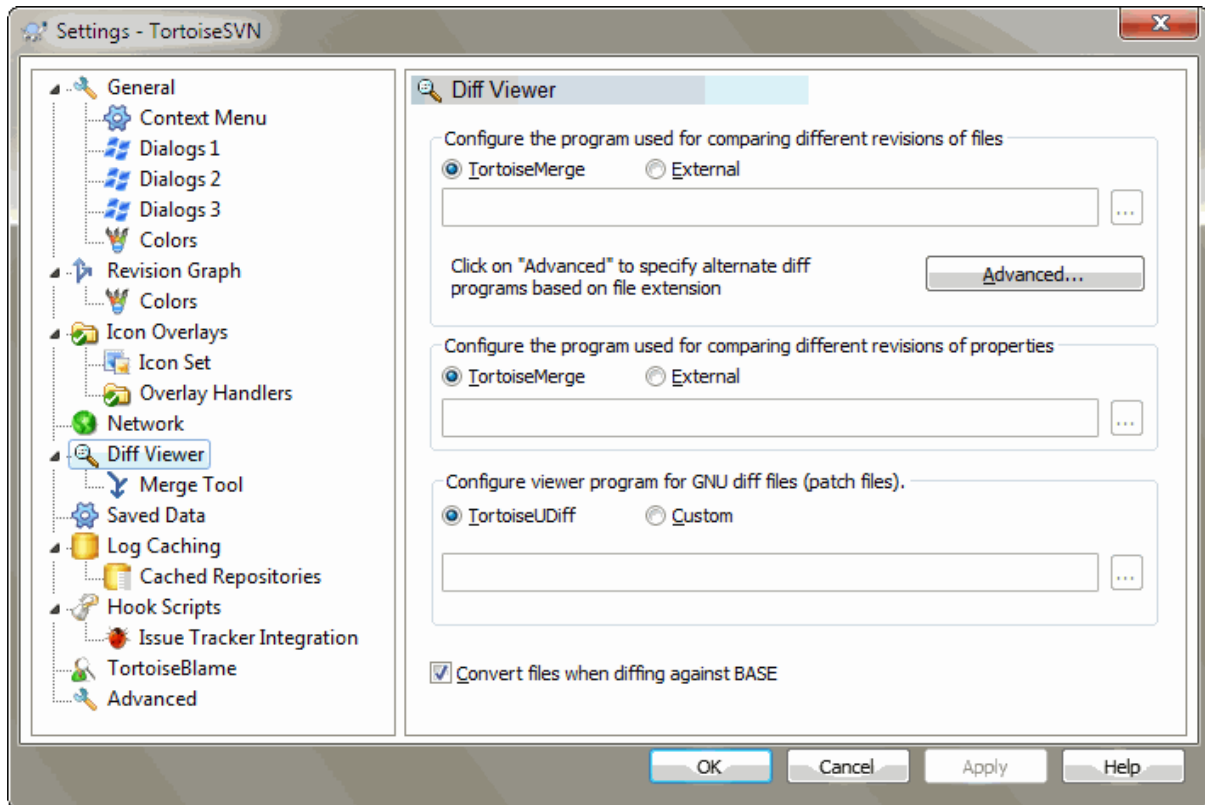 Settings - TortoiseSVN
X
General
Context Menu
Dialogs 1
Dialogs 2
Dialogs 3
Colors
Revision Graph
Colors
Icon Overlays
Icon Set
Overlay Handlers
Network
Diff Viewer
Merge Tool
Saved Data
Log Caching
Cached Repositories
Hook Scripts
Issue Tracker Integration
TortoiseBlame
Advanced
Diff Viewer
Configure the program used for comparing different revisions of files
TortoiseMerge External
...
Click on "Advanced" to specify alternate diff
programs based on file extension
Advanced...
Configure the program used for comparing different revisions of properties
TortoiseMerge External
...
Configure viewer program for GNU diff files (patch files).
TortoiseUDiff Custom
...
Convert files when diffing against BASE
OK Cancel Apply Help